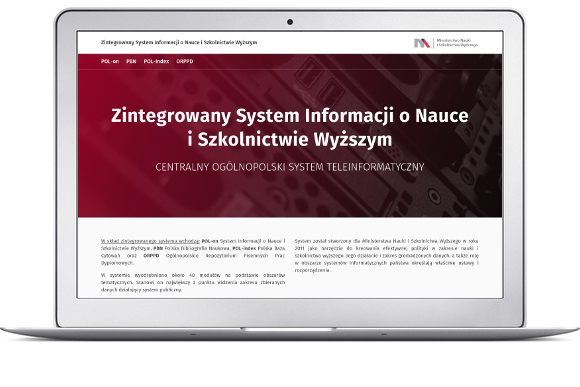 Zintegrowany System Informacji o Nauce i Szkolnictwie Wyższym
Ministerstwo Nauki
i Szkolnictwa Wyższego
POL-on PBN POL-index ORPPD
Zintegrowany System Informacji o Nauce
i Szkolnictwie Wyższym
CENTRALNY OGÓLNOPOLSKI SYSTEM TELEINFORMATYCZNY
W skład zintegrowanego systemu wchodzą: POL-on System Informacji o Nauce i
Szkolnictwie Wyższym, PBN Polska Bibliografia Naukowa, POL-index Polska Baza
Cytowań oraz ORPPD Ogólnopolskie Repozytorium Pisemnych Prac
Dyplomowych.
W systemie wyodrębniono około 40 modułów na podstawie obszarów
tematycznych. Stanowi on największy z punktu widzenia zakresu zbieranych
danych działający system publiczny.
System został stworzony dla Ministerstwa Nauki i Szkolnictwa Wyższego w roku
2011 jako narzędzie do kreowania efektywnej polityki w zakresie nauki i
szkolnictwa wyższego. Jego działanie i zakres gromadzonych danych, a także rolę
w obszarze systemów informatycznych państwa określają właściwe ustawy i
rozporządzenia.